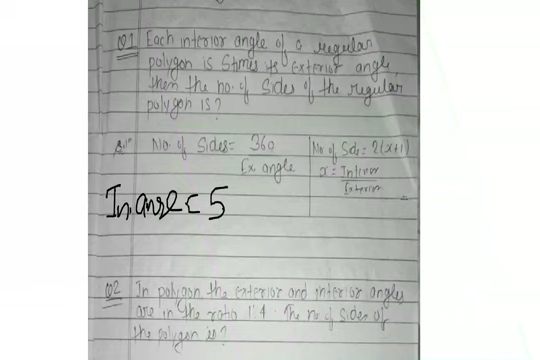 Q1 Each interior angle of a regular
polygon is 5 times its exterior angle,
them the no. of sides of the regular
polygon is?
Solⁿ No. of Sides = 360
Ex angle
No of Side = 2(x+1)
x = Interior
Exterior
=
In. angle = 5
Q2 In polygon the exterior and interior angles
are in the ratio 1:4. The no. of sides of
the polygon is?